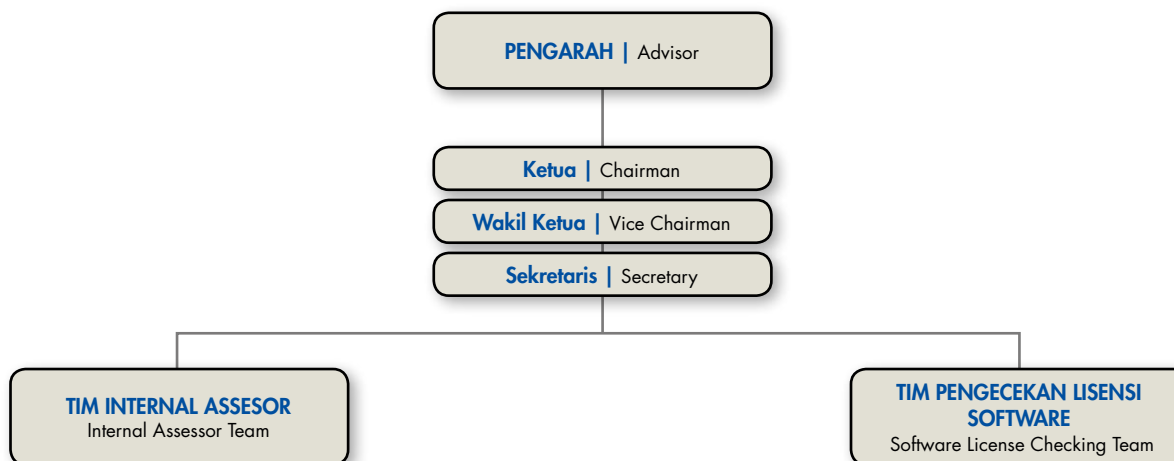 PENGARAH | Advisor
Ketua | Chairman
Wakil Ketua | Vice Chairman
Sekretaris | Secretary
TIM INTERNAL ASSESOR
Internal Assessor Team
TIM PENGECEKAN LISENSI
SOFTWARE
Software License Checking Team